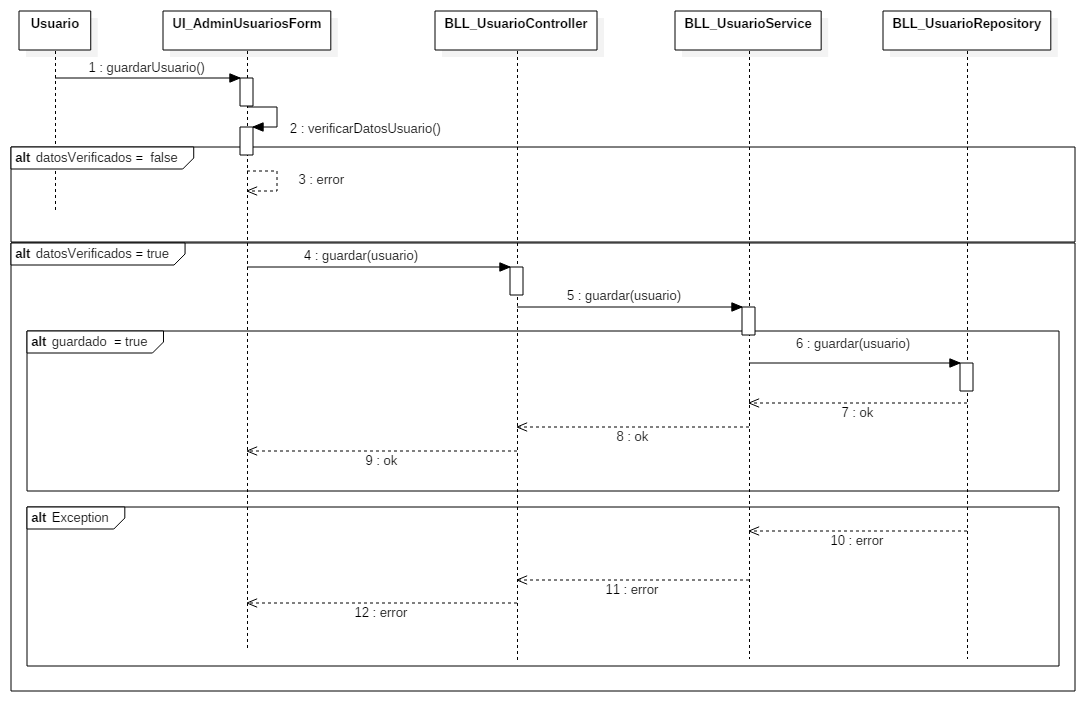 Usuario
UI_AdminUsuariosForm
BLL_UsuarioController
BLL_UsuarioService
BLL_UsuarioRepository
1 : guardarUsuario()
2 : verificarDatosUsuario()
alt datosVerificados = false
3 : error
alt datosVerificados = true
4 : guardar(usuario)
5 : guardar(usuario)
alt guardado = true
6 : guardar(usuario)
7 : ok
8 : ok
9 : ok
alt Exception
10 : error
11 : error
12 : error